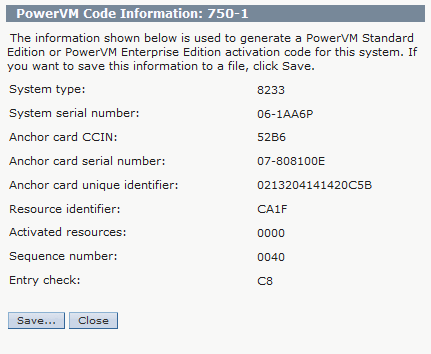 PowerVM Code Information: 750-1
The information shown below is used to generate a PowerVM Standard
Edition or PowerVM Enterprise Edition activation code for this system. If
you want to save this information to a file, click Save.
System type: 8233
System serial number: 06-1AA6P
Anchor card CCIN: 52B6
Anchor card serial number: 07-808100E
Anchor card unique identifier: 0213204141420C5B
Resource identifier: CA1F
Activated resources: 0000
Sequence number: 0040
Entry check: C8
Save... Close